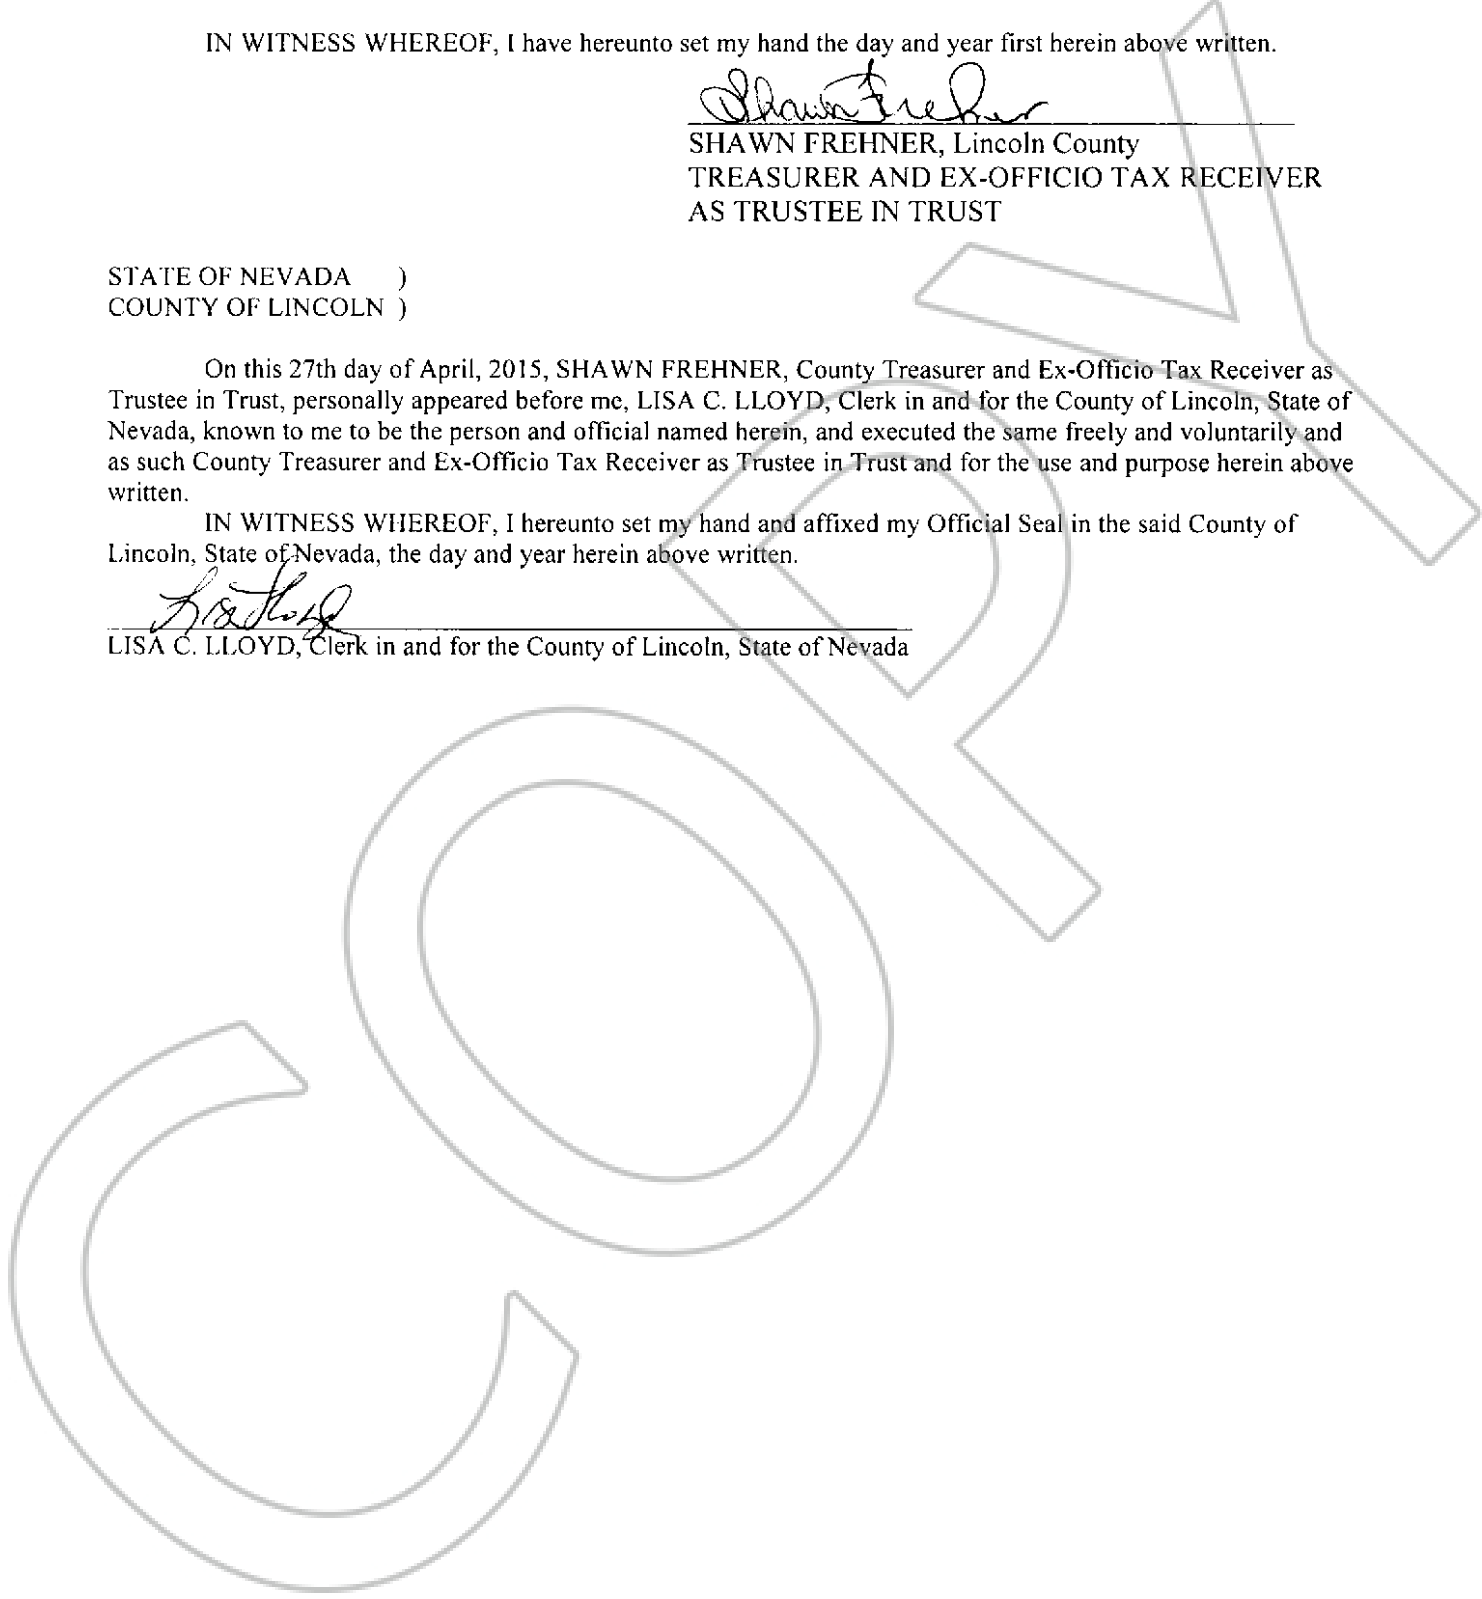 IN WITNESS WHEREOF, I have hereunto set my hand the day and year first herein above written.
Shawn Frehner
SHAWN FREHNER, Lincoln County
TREASURER AND EX-OFFICIO TAX RECEIVER
AS TRUSTEE IN TRUST
STATE OF NEVADA )
COUNTY OF LINCOLN )
On this 27th day of April, 2015, SHAWN FREHNER, County Treasurer and Ex-Officio Tax Receiver as
Trustee in Trust, personally appeared before me, LISA C. LLOYD, Clerk in and for the County of Lincoln, State of
Nevada, known to me to be the person and official named herein, and executed the same freely and voluntarily and
as such County Treasurer and Ex-Officio Tax Receiver as Trustee in Trust and for the use and purpose herein above
written.
IN WITNESS WHEREOF, I hereunto set my hand and affixed my Official Seal in the said County of
Lincoln, State of Nevada, the day and year herein above written.
Lisa Lloyd
LISA C. LLOYD, Clerk in and for the County of Lincoln, State of Nevada
COPY